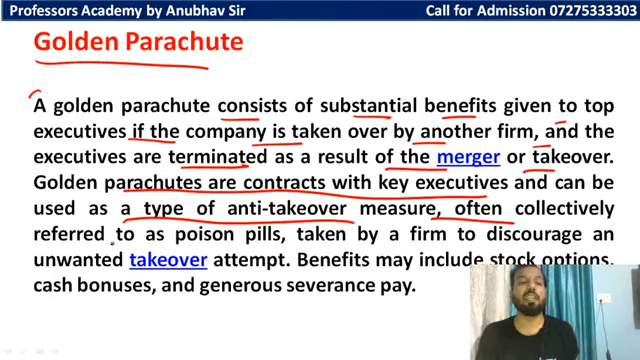 Professors Academy by Anubhav Sir
Call for Admission 07275333303
Golden Parachute
A golden parachute consists of substantial benefits given to top
executives if the company is taken over by another firm, and the
executives are terminated as a result of the merger or takeover.
Golden parachutes are contracts with key executives and can be
used as a type of anti-takeover measure, often collectively
referred to as poison pills, taken by a firm to discourage an
unwanted takeover attempt. Benefits may include stock options,
cash bonuses, and generous severance pay.